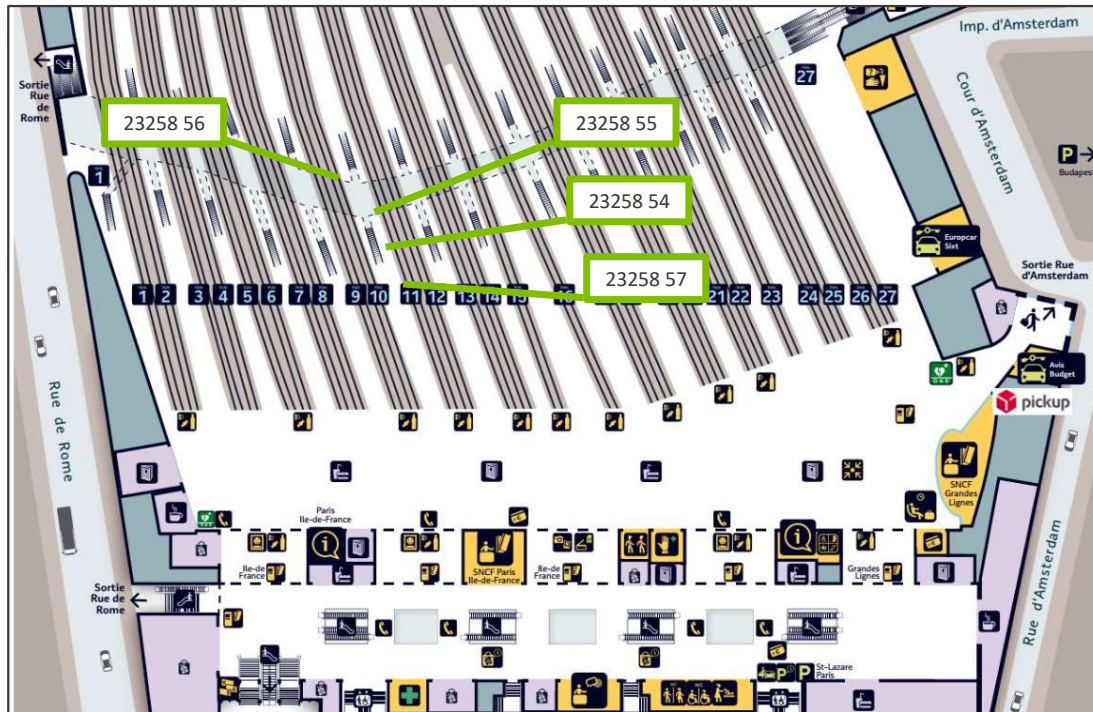 Imp. d'Amsterdam
Cour d'Amsterdam
27
Sortie
Rue
de
Rome
P
Budapest
23258 56
23258 55
1
23258 54
Europcar
Sixt
23258 57
Sortie Rue
d'Amsterdam
1 2 3 4 5 6 7 8 9 10 11 12 13 14 15 21 22 23 24 25 26 27
Avis
Budget
DAE
pickup
Rue de Rome
SNCF
Grandes
Lignes
Paris
Ile-de-France
Ile-de
France
SNCF Paris
Ile-de-France
Ile-de
France
Grandes
Lignes
Sortie
Rue de
Rome
Rue d'Amsterdam
P P
St-Lazare
Paris